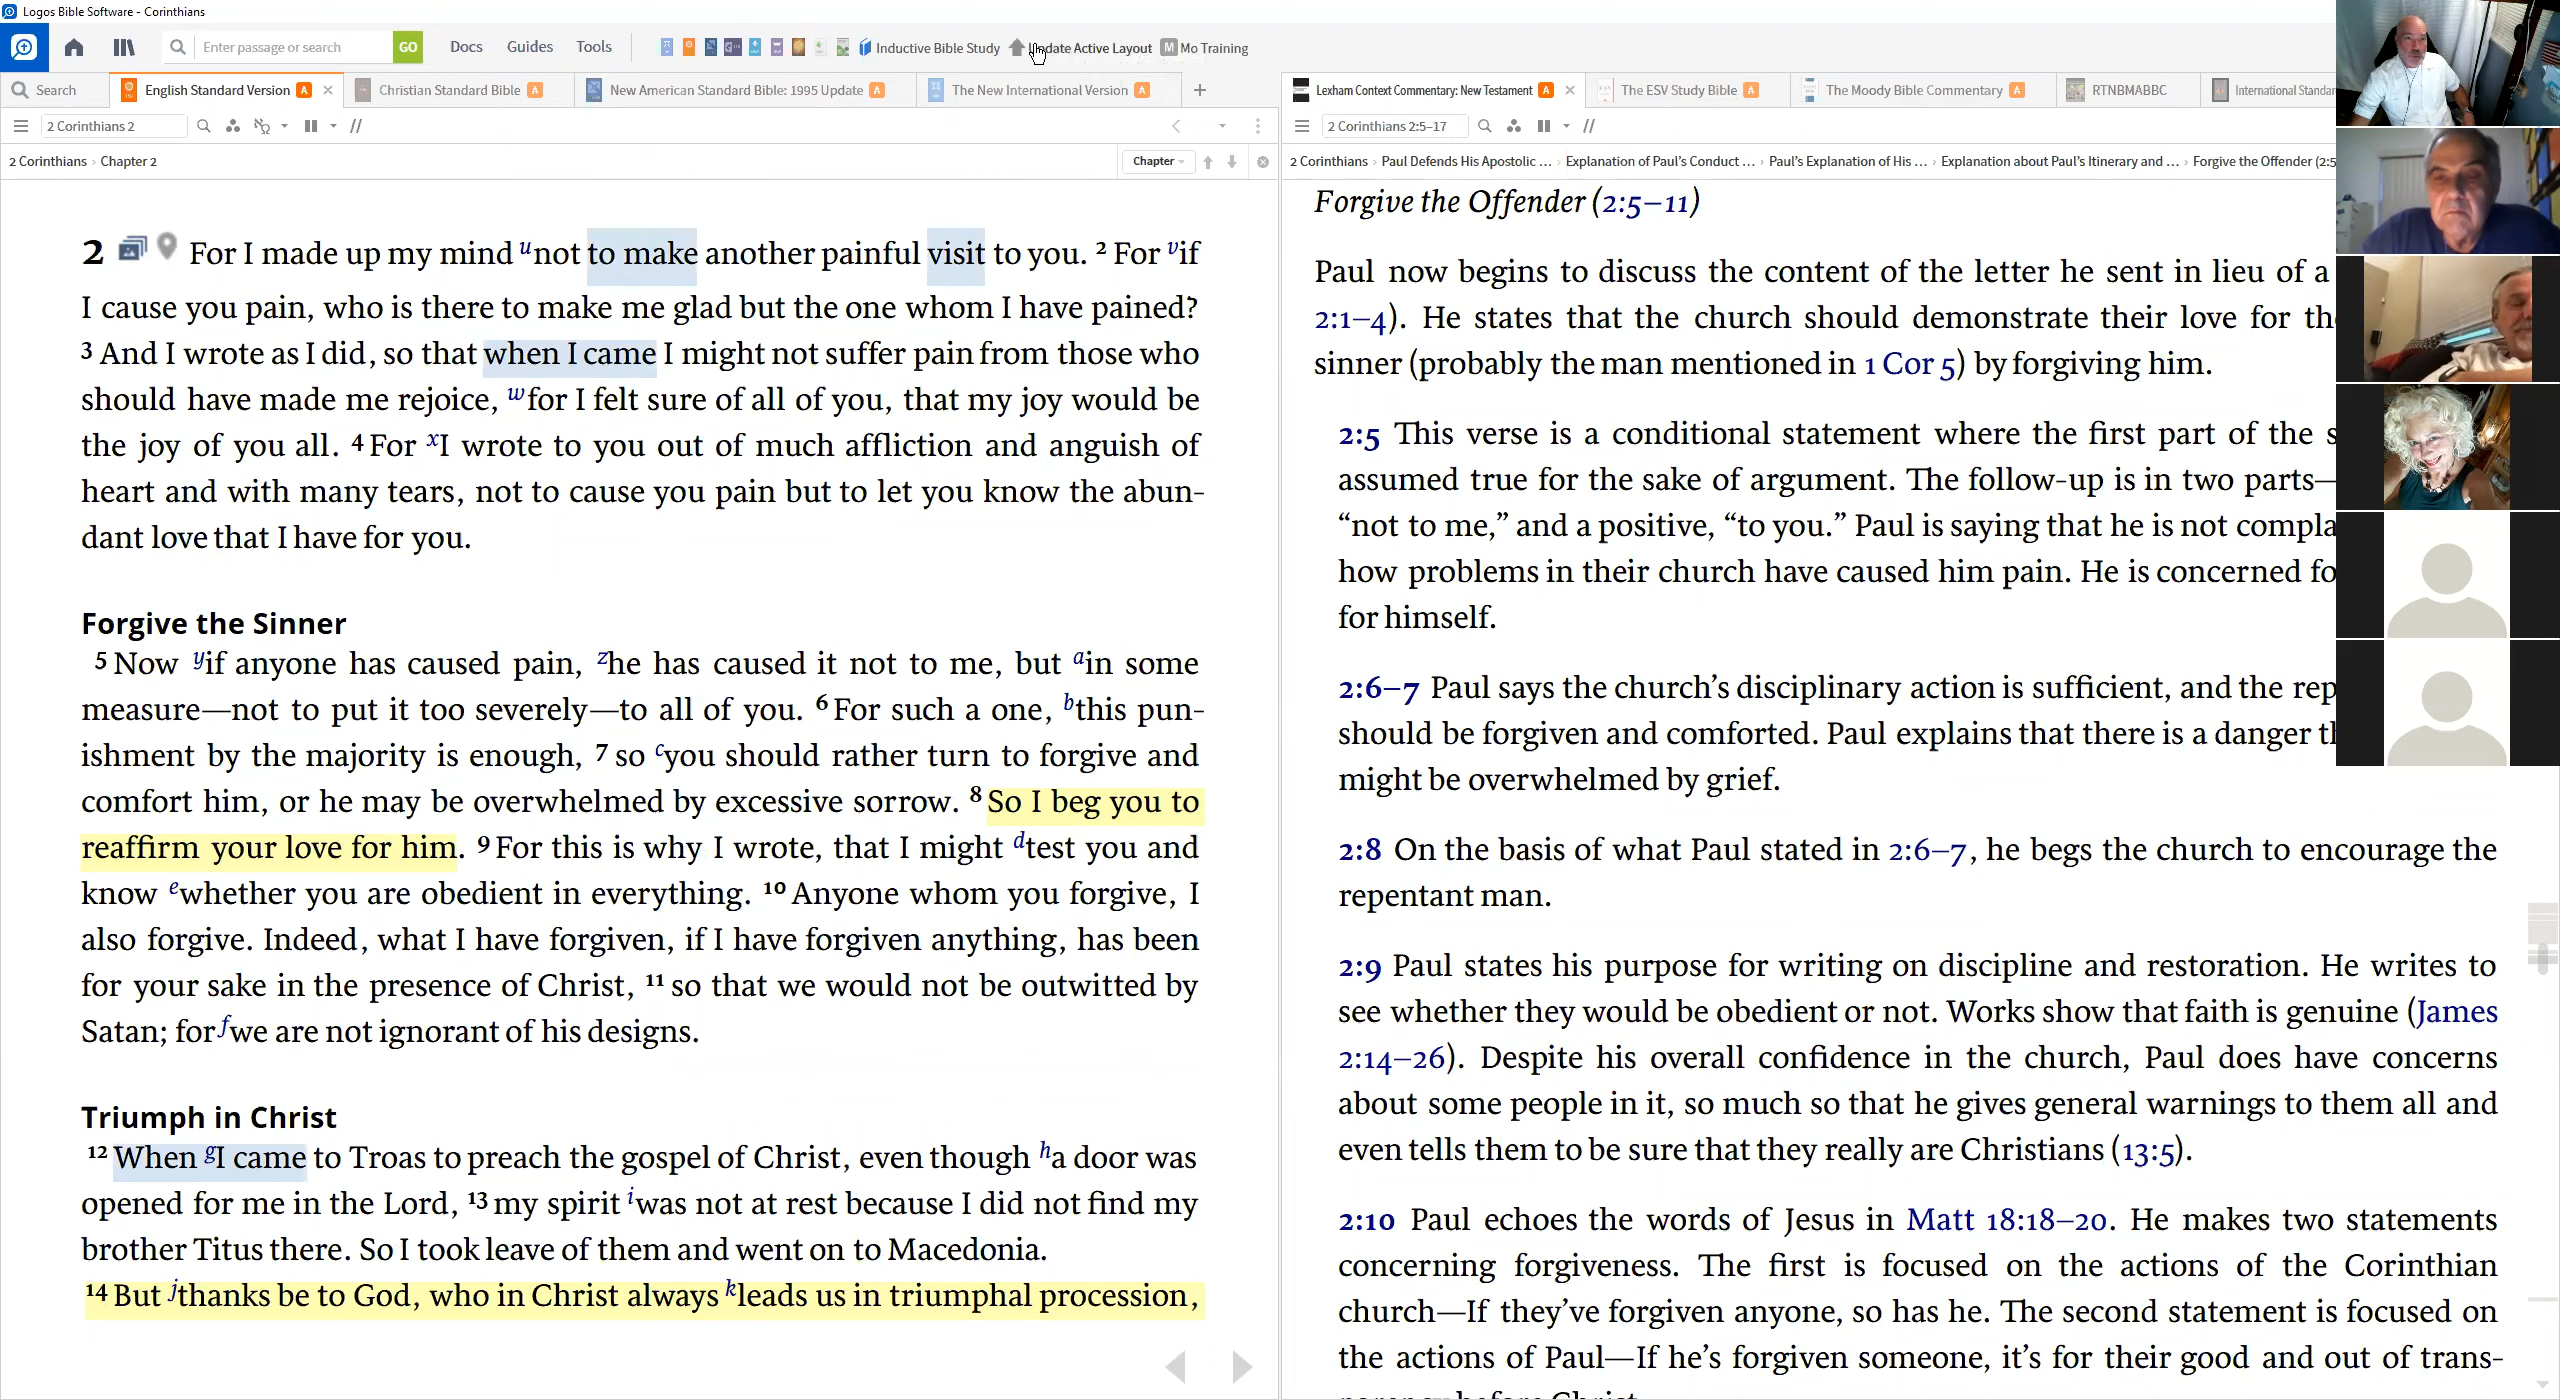 Logos Bible Software - Corinthians
Enter passage or search
GO
Docs
Guides
Tools
Inductive Bible Study
Update Active Layout
M Mo Training
Search
English Standard Version A
Christian Standard Bible A
New American Standard Bible: 1995 Update A
The New International Version A
2 Corinthians 2
2 Corinthians › Chapter 2
Chapter
2 For I made up my mind u not to make another painful visit to you. 2 For v if
I cause you pain, who is there to make me glad but the one whom I have pained?
3 And I wrote as I did, so that when I came I might not suffer pain from those who
should have made me rejoice, w for I felt sure of all of you, that my joy would be
the joy of you all. 4 For x I wrote to you out of much affliction and anguish of
heart and with many tears, not to cause you pain but to let you know the abun-
dant love that I have for you.
Forgive the Sinner
5 Now y if anyone has caused pain, z he has caused it not to me, but a in some
measure—not to put it too severely—to all of you. 6 For such a one, b this pun-
ishment by the majority is enough, 7 so c you should rather turn to forgive and
comfort him, or he may be overwhelmed by excessive sorrow. 8 So I beg you to
reaffirm your love for him. 9 For this is why I wrote, that I might d test you and
know e whether you are obedient in everything. 10 Anyone whom you forgive, I
also forgive. Indeed, what I have forgiven, if I have forgiven anything, has been
for your sake in the presence of Christ, 11 so that we would not be outwitted by
Satan; for f we are not ignorant of his designs.
Triumph in Christ
12 When g I came to Troas to preach the gospel of Christ, even though h a door was
opened for me in the Lord, 13 my spirit i was not at rest because I did not find my
brother Titus there. So I took leave of them and went on to Macedonia.
14 But j thanks be to God, who in Christ always k leads us in triumphal procession,
Lexham Context Commentary: New Testament A
The ESV Study Bible A
The Moody Bible Commentary A
RTNBMABBC
International Standar
2 Corinthians 2:5–17
2 Corinthians › Paul Defends His Apostolic ... › Explanation of Paul's Conduct ... › Paul's Explanation of His ... › Explanation about Paul's Itinerary and ... › Forgive the Offender (2:5
Forgive the Offender (2:5–11)
Paul now begins to discuss the content of the letter he sent in lieu of a
2:1–4). He states that the church should demonstrate their love for th
sinner (probably the man mentioned in 1 Cor 5) by forgiving him.
2:5 This verse is a conditional statement where the first part of the s
assumed true for the sake of argument. The follow-up is in two parts—
“not to me,” and a positive, “to you.” Paul is saying that he is not compla
how problems in their church have caused him pain. He is concerned fo
for himself.
2:6–7 Paul says the church's disciplinary action is sufficient, and the rep
should be forgiven and comforted. Paul explains that there is a danger th
might be overwhelmed by grief.
2:8 On the basis of what Paul stated in 2:6–7, he begs the church to encourage the
repentant man.
2:9 Paul states his purpose for writing on discipline and restoration. He writes to
see whether they would be obedient or not. Works show that faith is genuine (James
2:14–26). Despite his overall confidence in the church, Paul does have concerns
about some people in it, so much so that he gives general warnings to them all and
even tells them to be sure that they really are Christians (13:5).
2:10 Paul echoes the words of Jesus in Matt 18:18–20. He makes two statements
concerning forgiveness. The first is focused on the actions of the Corinthian
church—If they've forgiven anyone, so has he. The second statement is focused on
the actions of Paul—If he's forgiven someone, it's for their good and out of trans-